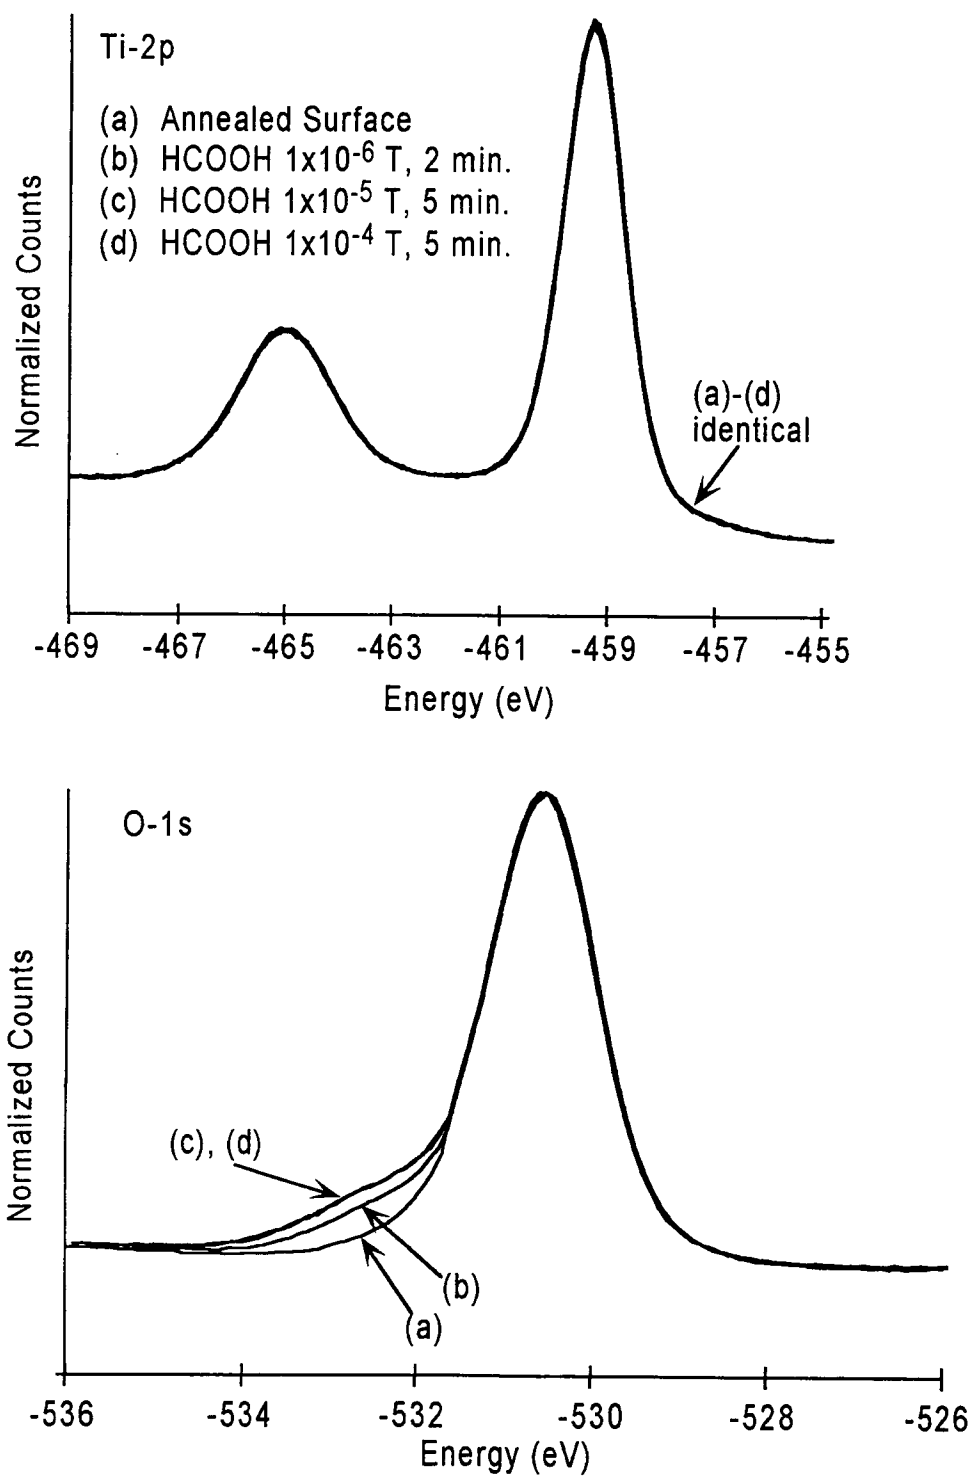 Ti-2p
(a) Annealed Surface
(b) HCOOH 1x10-6 T, 2 min.
(c) HCOOH 1x10-5 T, 5 min.
(d) HCOOH 1x10-4 T, 5 min.
Normalized Counts
(a)-(d)
identical
-469 -467 -465 -463 -461 -459 -457 -455
Energy (eV)
O-1s
Normalized Counts
(c), (d)
(b)
(a)
-536 -534 -532 -530 -528 -526
Energy (eV)